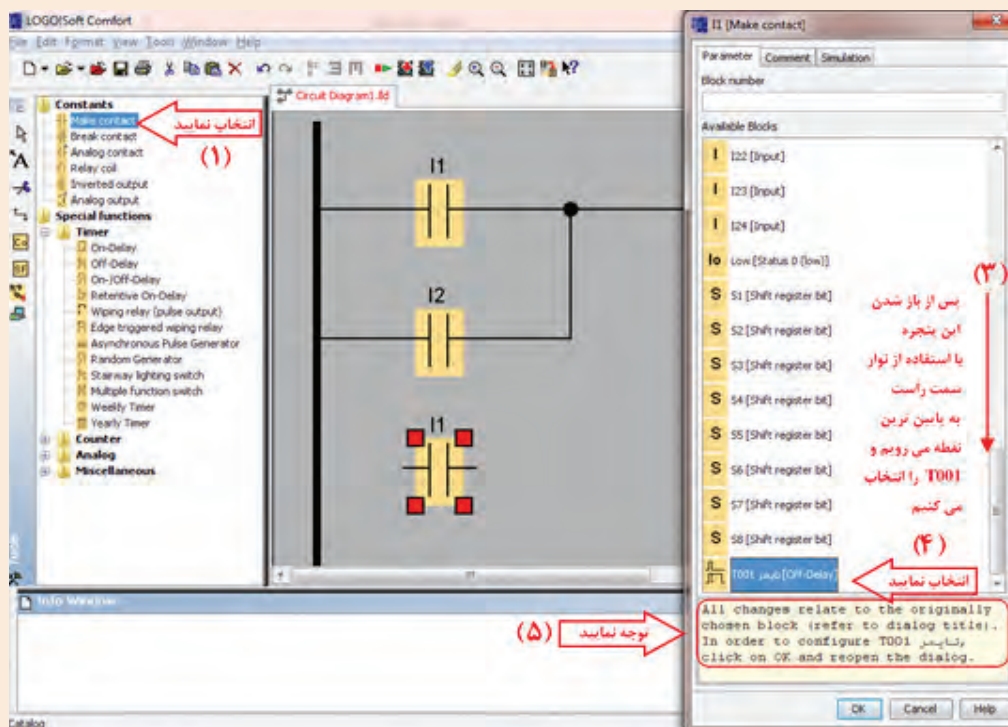 LOGO!Soft Comfort
File Edit Format View Tools Window Help
Constants
Make contact
Break contact
Analog contact
Relay coil
Inverted output
Analog output
Special functions
Timer
On-Delay
Off-Delay
On-/Off-Delay
Retentive On-Delay
Wiping relay (pulse output)
Edge triggered wiping relay
Asynchronous Pulse Generator
Random Generator
Stairway lighting switch
Multiple function switch
Weekly Timer
Yearly Timer
Counter
Analog
Miscellaneous
انتخاب نمایید
(۱)
Circuit Diagram1.lld
I1
I2
I1
I1 [Make contact]
Parameter Comment Simulation
Block number
Available Blocks
I I22 [Input]
I I23 [Input]
I I24 [Input]
lo Low [Status 0 (low)]
S S1 [Shift register bit]
S S2 [Shift register bit]
S S3 [Shift register bit]
S S4 [Shift register bit]
S S5 [Shift register bit]
S S6 [Shift register bit]
S S7 [Shift register bit]
S S8 [Shift register bit]
T001 تایمر [Off-Delay]
(۳)
پس از باز شدن
این پنجره
با استفاده از نوار
سمت راست
به پایین ترین
نقطه می رویم و
T001 را انتخاب
می کنیم
(۴)
انتخاب نمایید
All changes relate to the originally
chosen block (refer to dialog title).
In order to configure T001
تایمر,
click on OK and reopen the dialog.
توجه نمایید
(۵)
OK Cancel Help
Info Window
Catalog